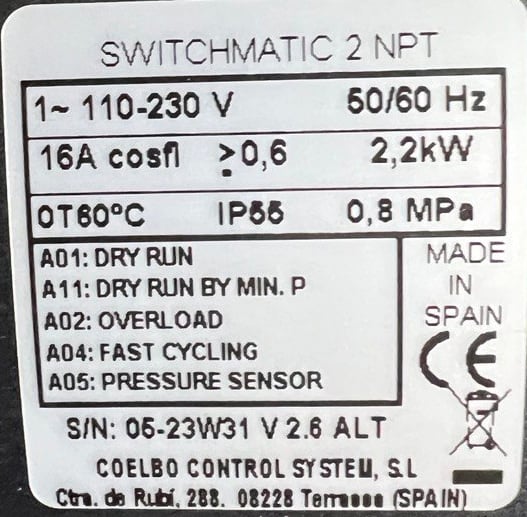 SWITCHMATIC 2 NPT
1~ 110-230 V 50/60 Hz
16A cosfi ≥0,6 2,2kW
0T60ºC IP55 0,8 MPa
A01: DRY RUN
A11: DRY RUN BY MIN. P
A02: OVERLOAD
A04: FAST CYCLING
A05: PRESSURE SENSOR
MADE
IN
SPAIN
CE
S/N: 05-23W31 V 2.6 ALT
COELBO CONTROL SYSTEM, S.L
Ctra. de Rubí, 288. 08228 Terrassa (SPAIN)